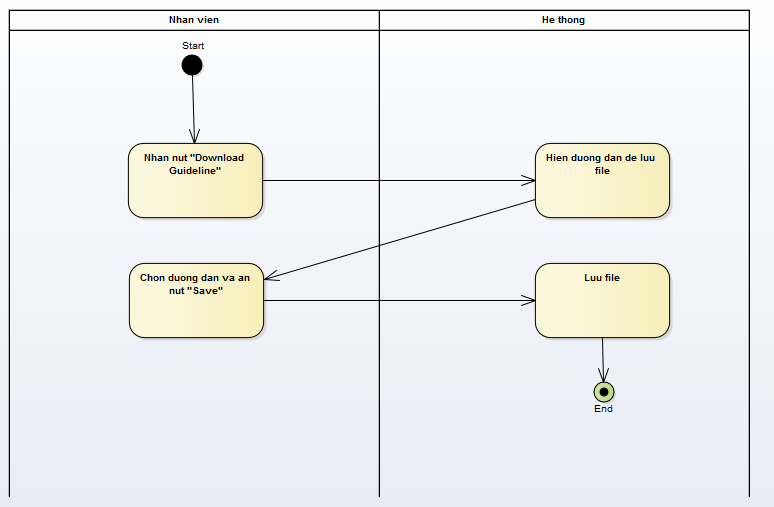 Nhan vien
He thong
Start
Nhan nut "Download
Guideline"
Hien duong dan de luu
file
Chon duong dan va an
nut "Save"
Luu file
End